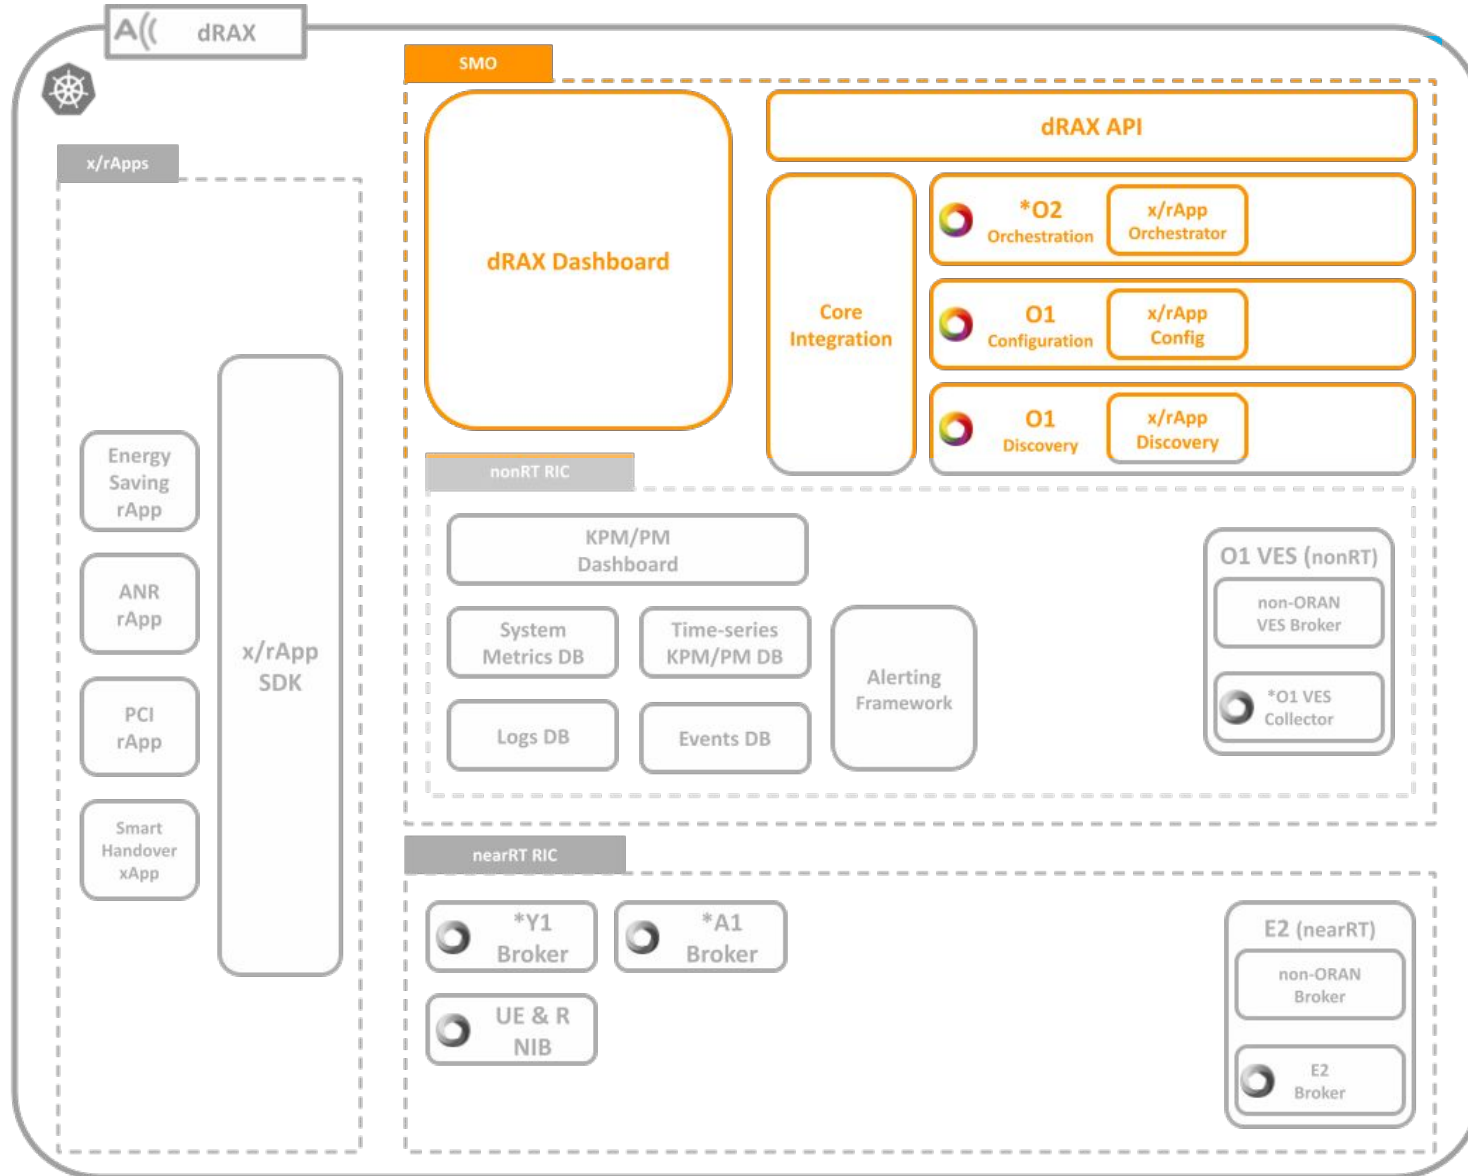 A(( dRAX
SMO
dRAX Dashboard
dRAX API
Core
Integration
*O2
Orchestration
x/rApp
Orchestrator
O1
Configuration
x/rApp
Config
O1
Discovery
x/rApp
Discovery
x/rApps
Energy
Saving
rApp
ANR
rApp
PCI
rApp
Smart
Handover
xApp
x/rApp
SDK
nonRT RIC
KPM/PM
Dashboard
System
Metrics DB
Time-series
KPM/PM DB
Logs DB
Events DB
Alerting
Framework
O1 VES (nonRT)
non-ORAN
VES Broker
*O1 VES
Collector
nearRT RIC
*Y1
Broker
*A1
Broker
UE & R
NIB
E2 (nearRT)
non-ORAN
Broker
E2
Broker